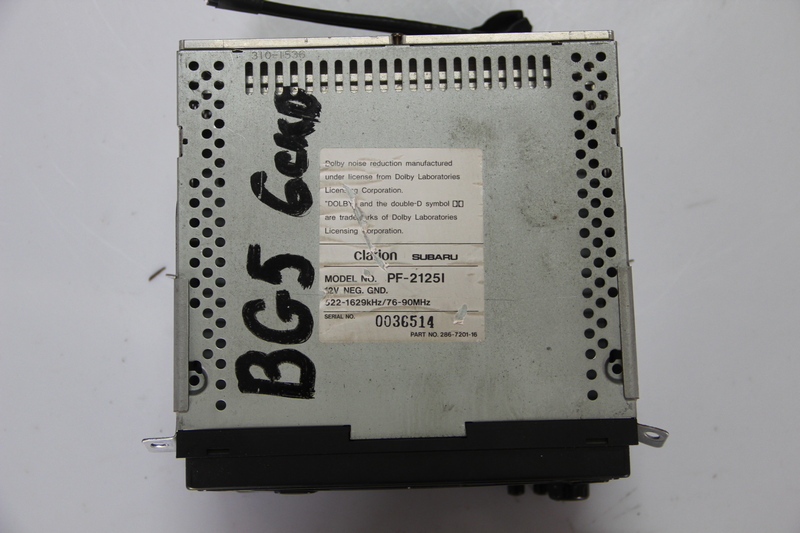 310-1536
BG5 6CKD
Dolby noise reduction manufactured
under license from Dolby Laboratories
Licensing Corporation.
"DOLBY" and the double-D symbol
are trademarks of Dolby Laboratories
Licensing Corporation.
Clarion SUBARU
MODEL NO. PF-2125I
12V NEG. GND.
522-1629kHz/76-90MHz
SERIAL NO. 0036514
PART NO. 286-7201-16